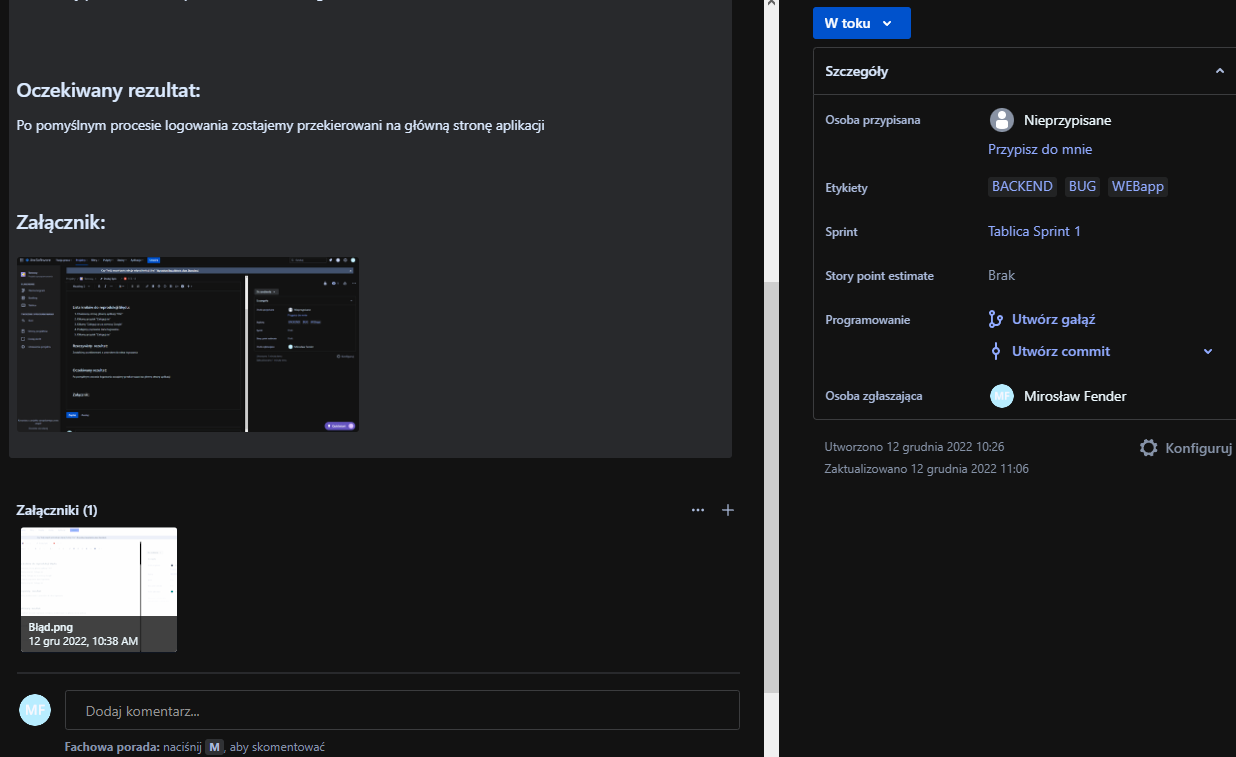 Oczekiwany rezultat:
Po pomyślnym procesie logowania zostajemy przekierowani na główną stronę aplikacji
Załącznik:
Załączniki (1)
Błąd.png
12 gru 2022, 10:38 AM
MF
Dodaj komentarz...
Fachowa porada: naciśnij M, aby skomentować
W toku
Szczegóły
Osoba przypisana
Nieprzypisane
Przypisz do mnie
Etykiety
BACKEND BUG WEBapp
Sprint
Tablica Sprint 1
Story point estimate
Brak
Programowanie
Utwórz gałąź
Utwórz commit
Osoba zgłaszająca
MF Mirosław Fender
Utworzono 12 grudnia 2022 10:26
Konfiguruj
Zaktualizowano 12 grudnia 2022 11:06